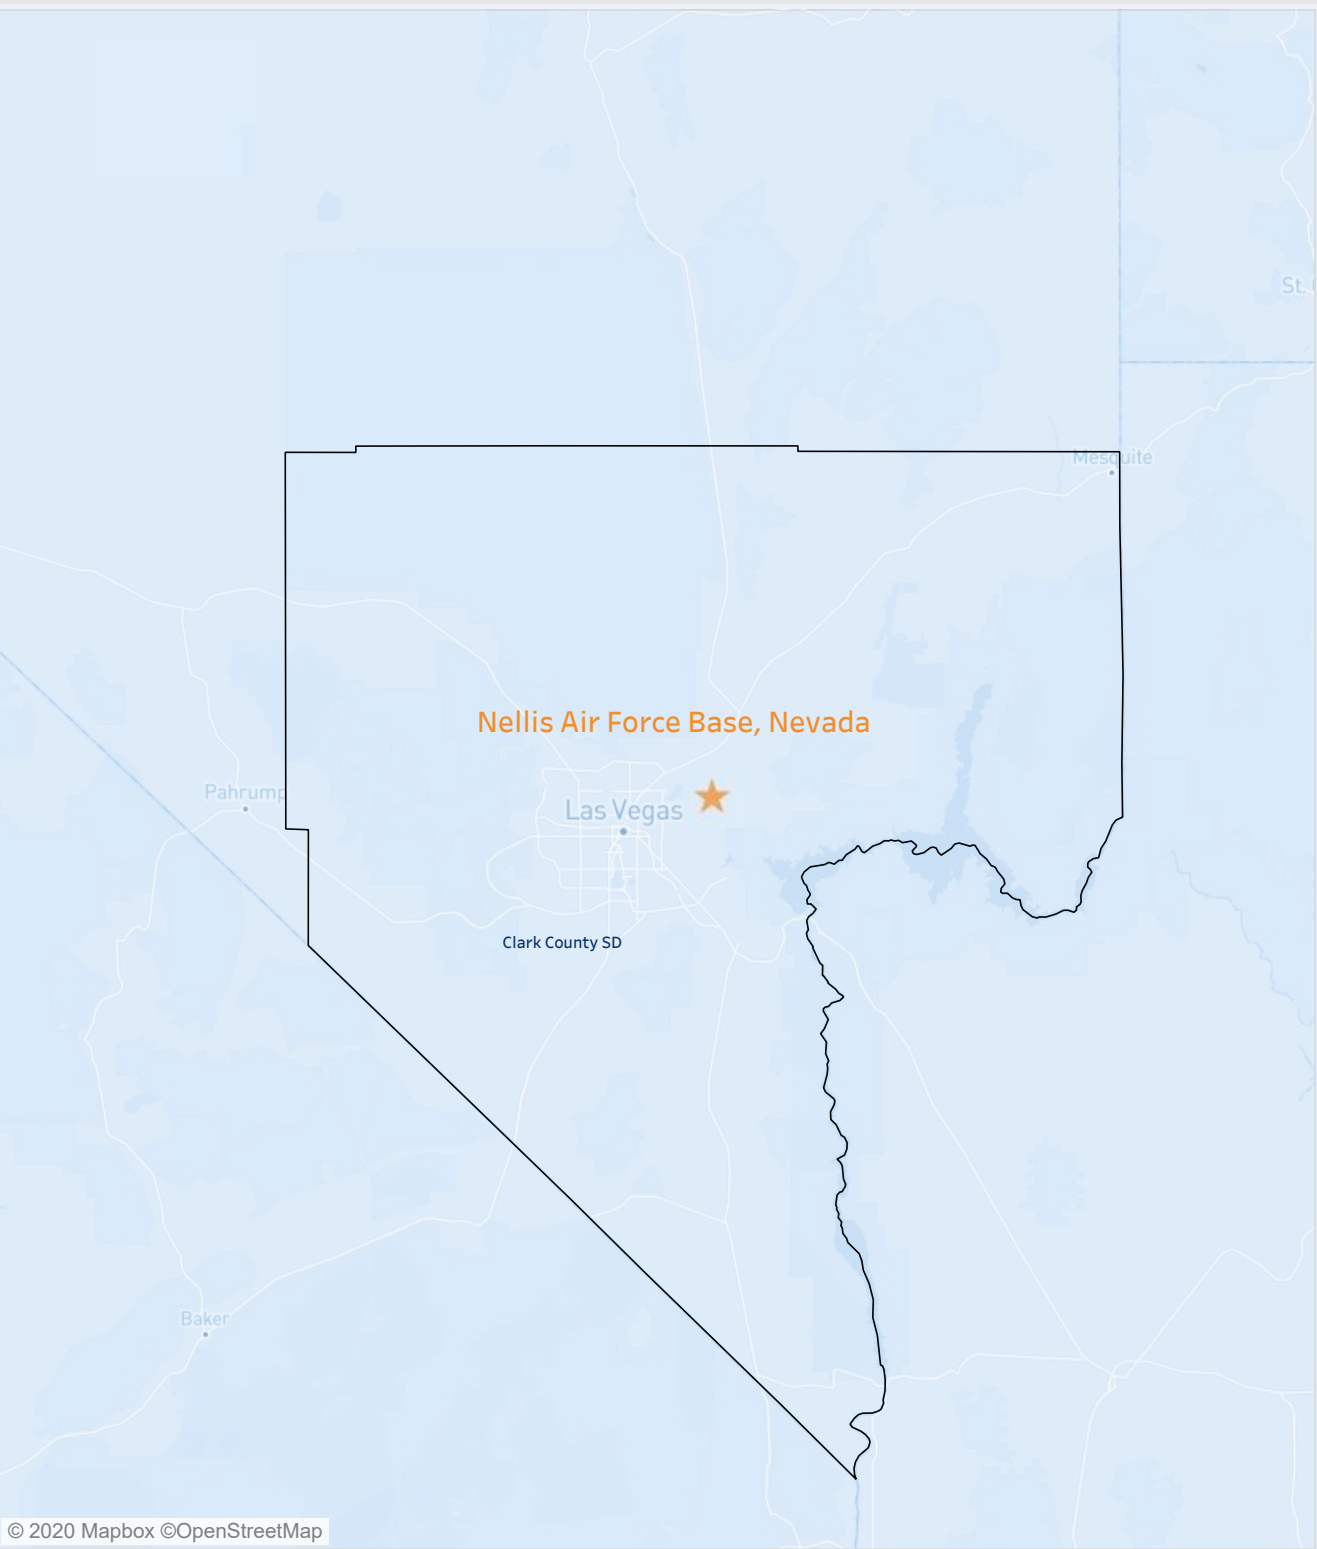 St.
Mesquite
Nellis Air Force Base, Nevada
Pahrump
Las Vegas
Clark County SD
Baker
© 2020 Mapbox ©OpenStreetMap